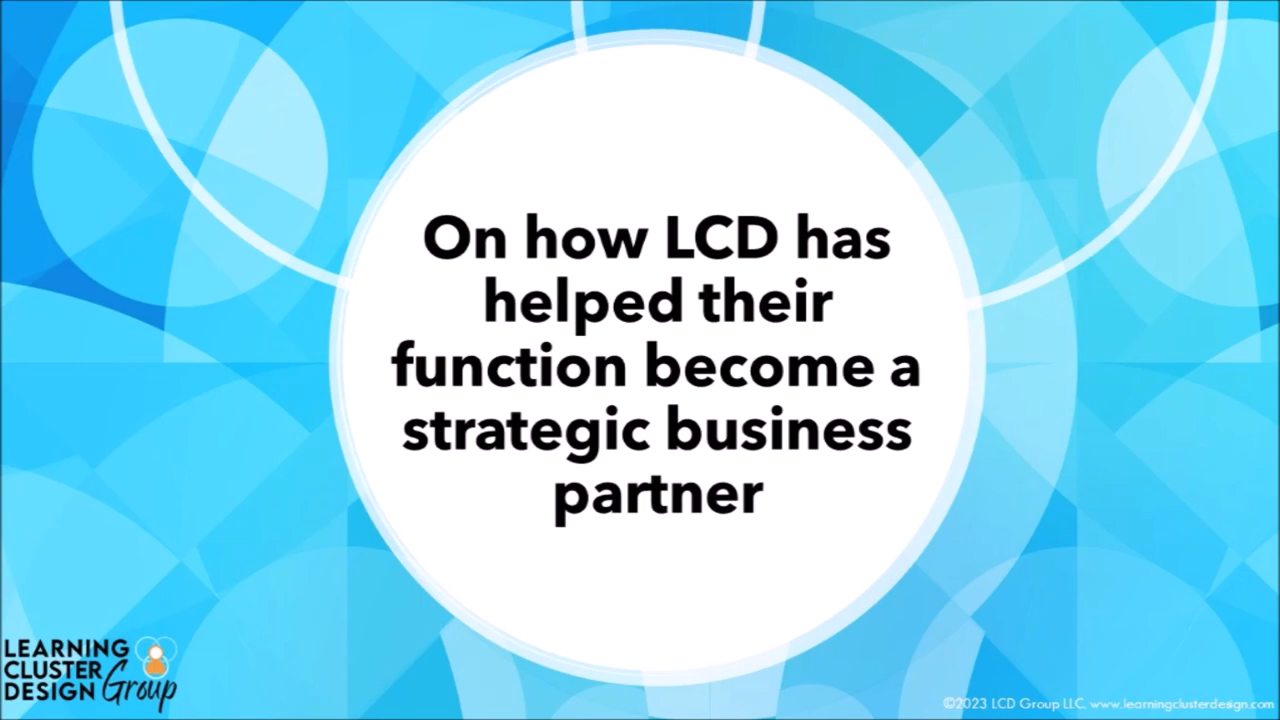 On how LCD has
helped their
function become a
strategic business
partner
LEARNING
CLUSTER
DESIGN Group
©2023 LCD Group LLC. www.learningclusterdesign.com